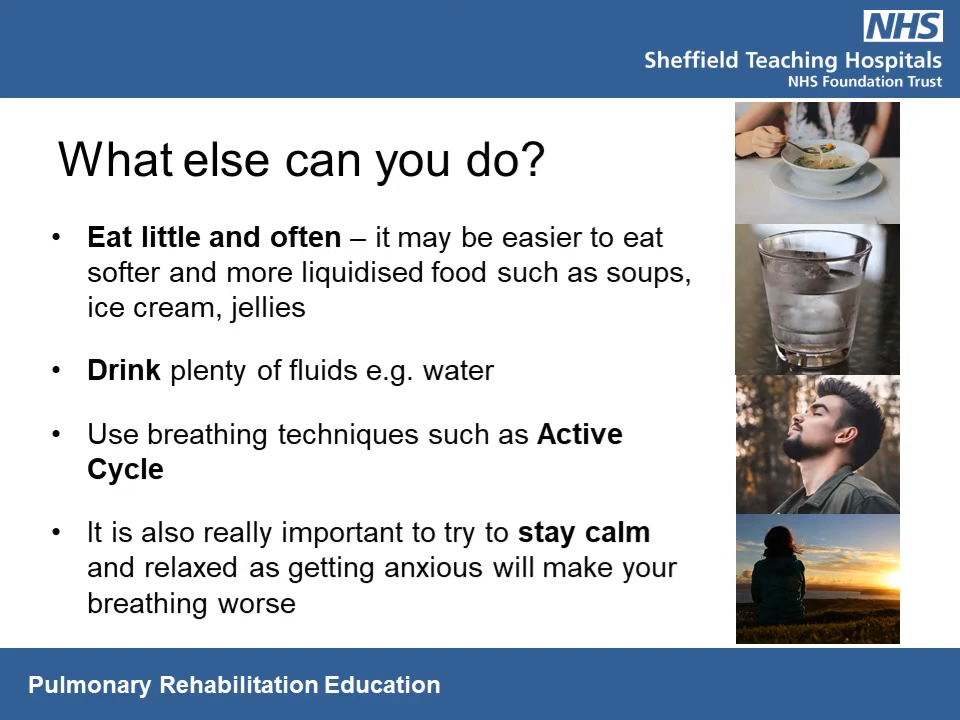 NHS
Sheffield Teaching Hospitals
NHS Foundation Trust
What else can you do?
• Eat little and often – it may be easier to eat
softer and more liquidised food such as soups,
ice cream, jellies
• Drink plenty of fluids e.g. water
• Use breathing techniques such as Active
Cycle
• It is also really important to try to stay calm
and relaxed as getting anxious will make your
breathing worse
Pulmonary Rehabilitation Education